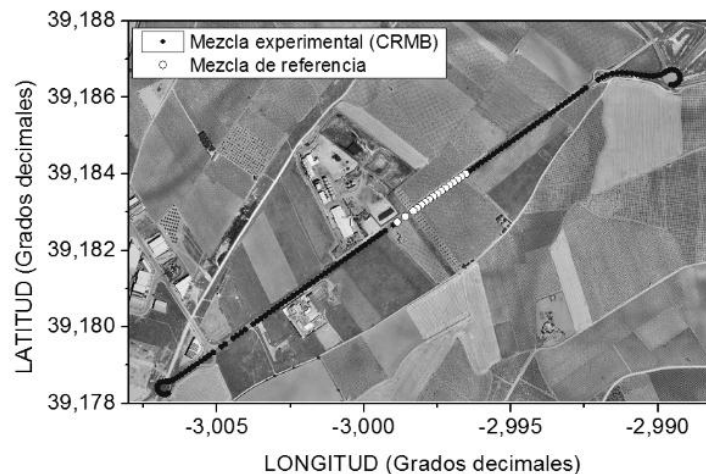 39,188
Mezcla experimental (CRMB)
Mezcla de referencia
39,186
39,184
39,182
39,180
39,178
LATITUD (Grados decimales)
-3,005
-3,000
-2,995
-2,990
LONGITUD (Grados decimales)